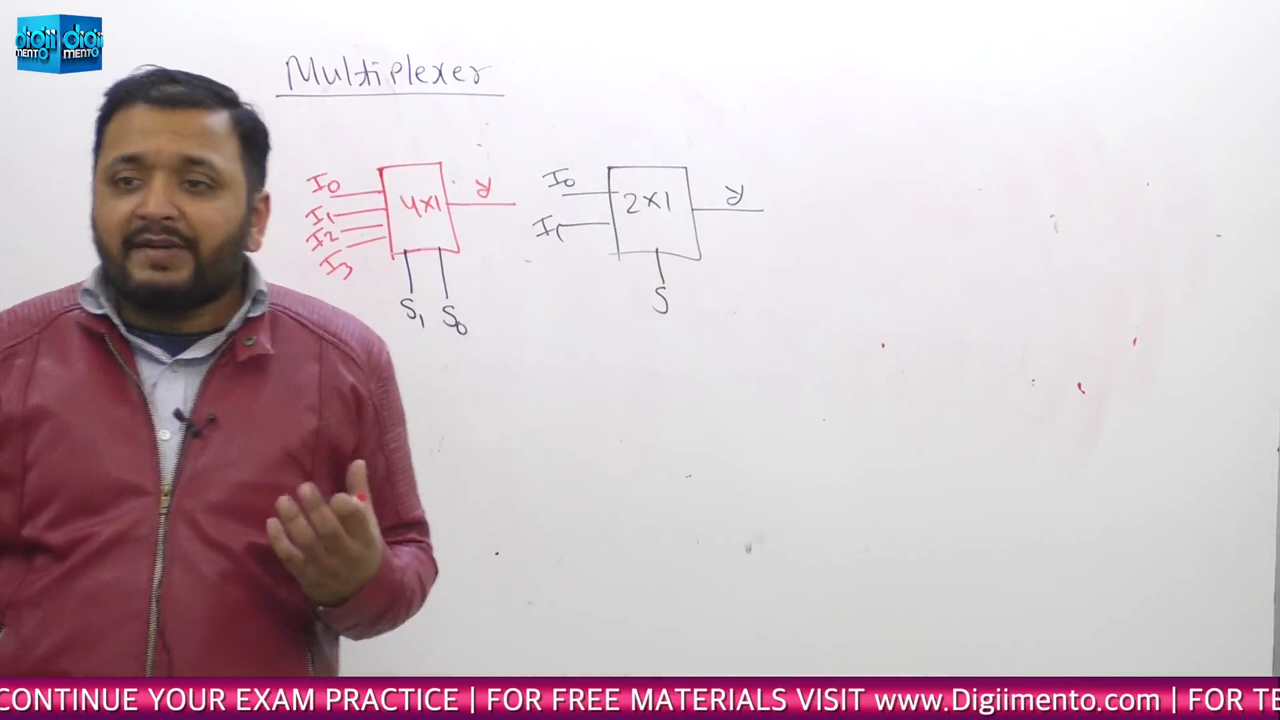 digii digii
MENTO MENTO
Multiplexer
I0
I1
I2
I3
4x1
y
S1 S0
I0
I1
2x1
y
S
CONTINUE YOUR EXAM PRACTICE | FOR FREE MATERIALS VISIT www.Digiimento.com | FOR TE